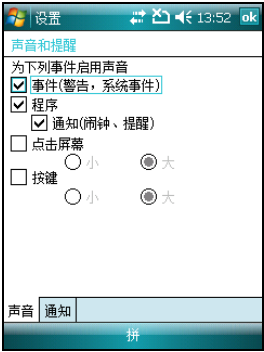 设置 13:52 ok
声音和提醒
为下列事件启用声音
事件(警告，系统事件)
程序
通知(闹钟、提醒)
点击屏幕
小 大
按键
小 大
声音 通知
拼